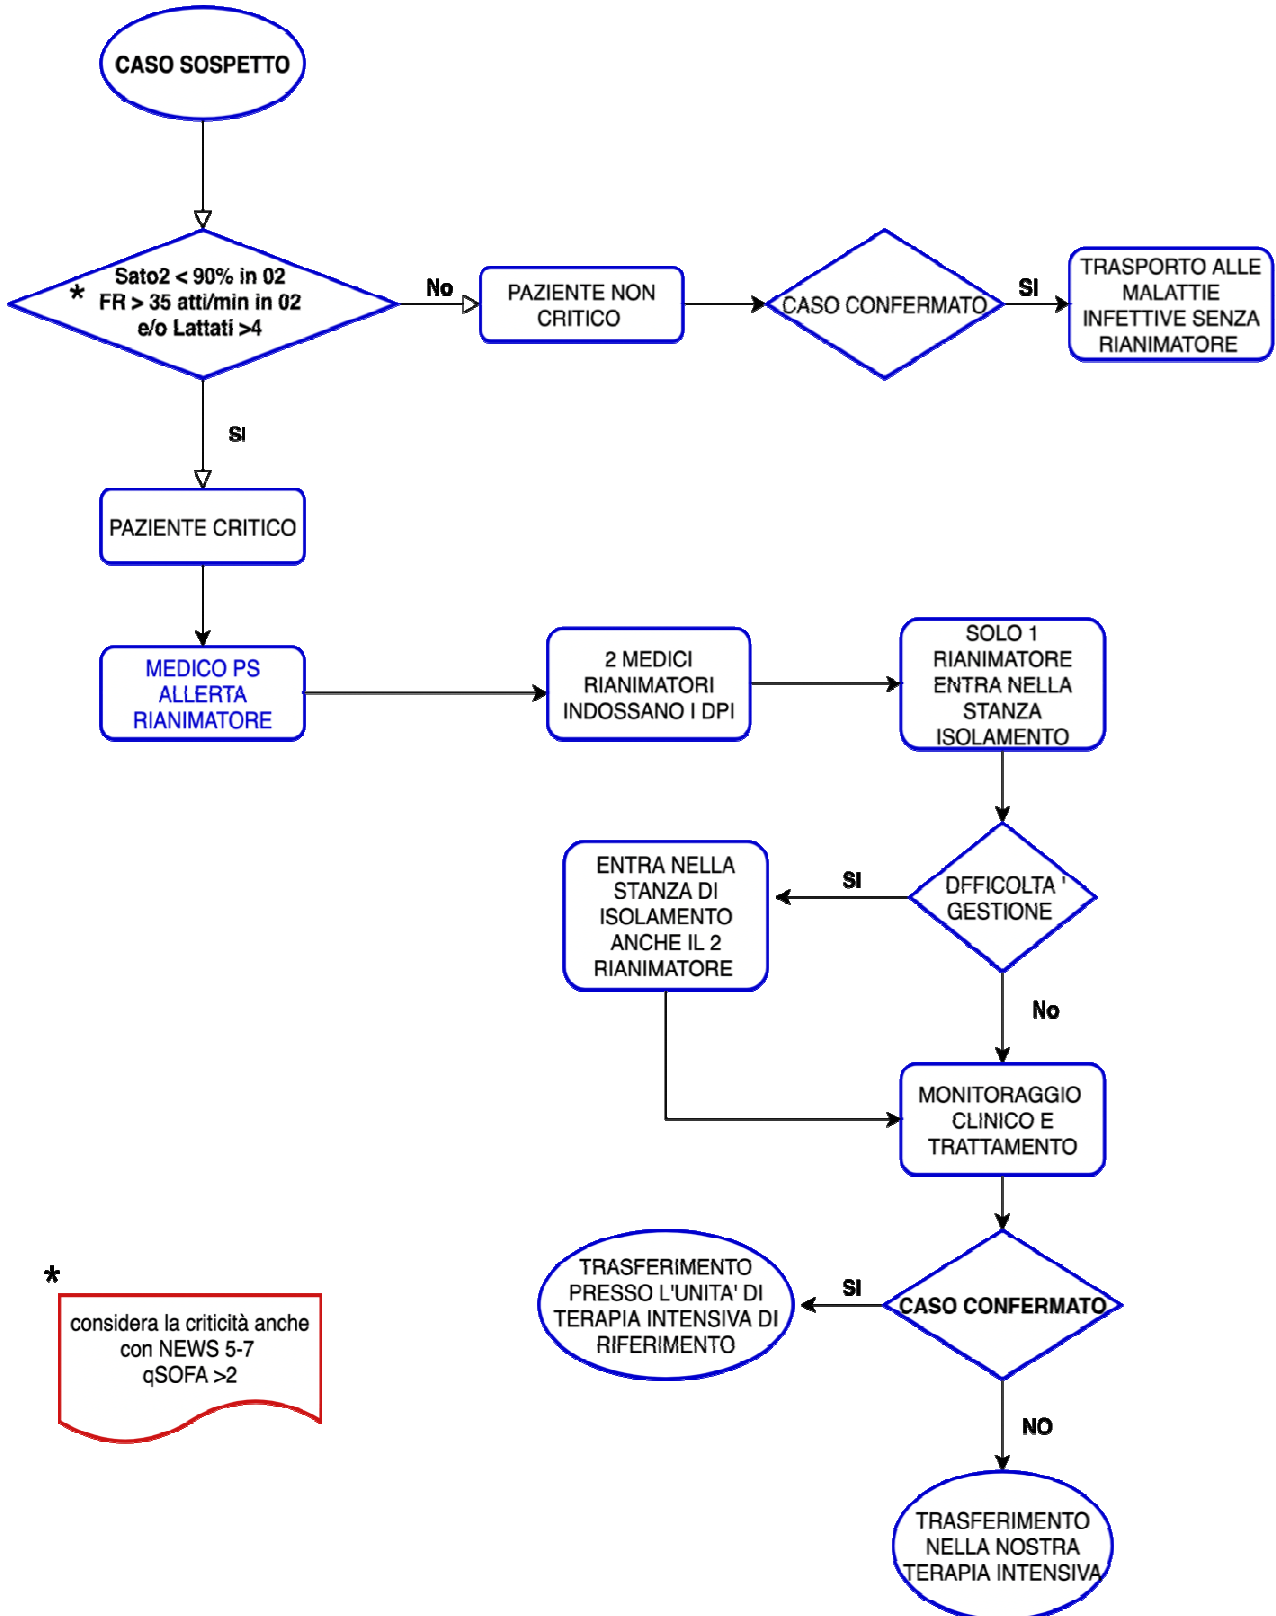 CASO SOSPETTO
*
Sato2 < 90% in 02
FR > 35 atti/min in 02
e/o Lattati >4
No
PAZIENTE NON
CRITICO
CASO CONFERMATO
SI
TRASPORTO ALLE
MALATTIE
INFETTIVE SENZA
RIANIMATORE
SI
PAZIENTE CRITICO
MEDICO PS
ALLERTA
RIANIMATORE
2 MEDICI
RIANIMATORI
INDOSSANO I DPI
SOLO 1
RIANIMATORE
ENTRA NELLA
STANZA
ISOLAMENTO
DFFICOLTA '
GESTIONE
SI
ENTRA NELLA
STANZA DI
ISOLAMENTO
ANCHE IL 2
RIANIMATORE
No
MONITORAGGIO
CLINICO E
TRATTAMENTO
CASO CONFERMATO
SI
TRASFERIMENTO
PRESSO L'UNITA' DI
TERAPIA INTENSIVA DI
RIFERIMENTO
NO
TRASFERIMENTO
NELLA NOSTRA
TERAPIA INTENSIVA
*
considera la criticità anche
con NEWS 5-7
qSOFA >2